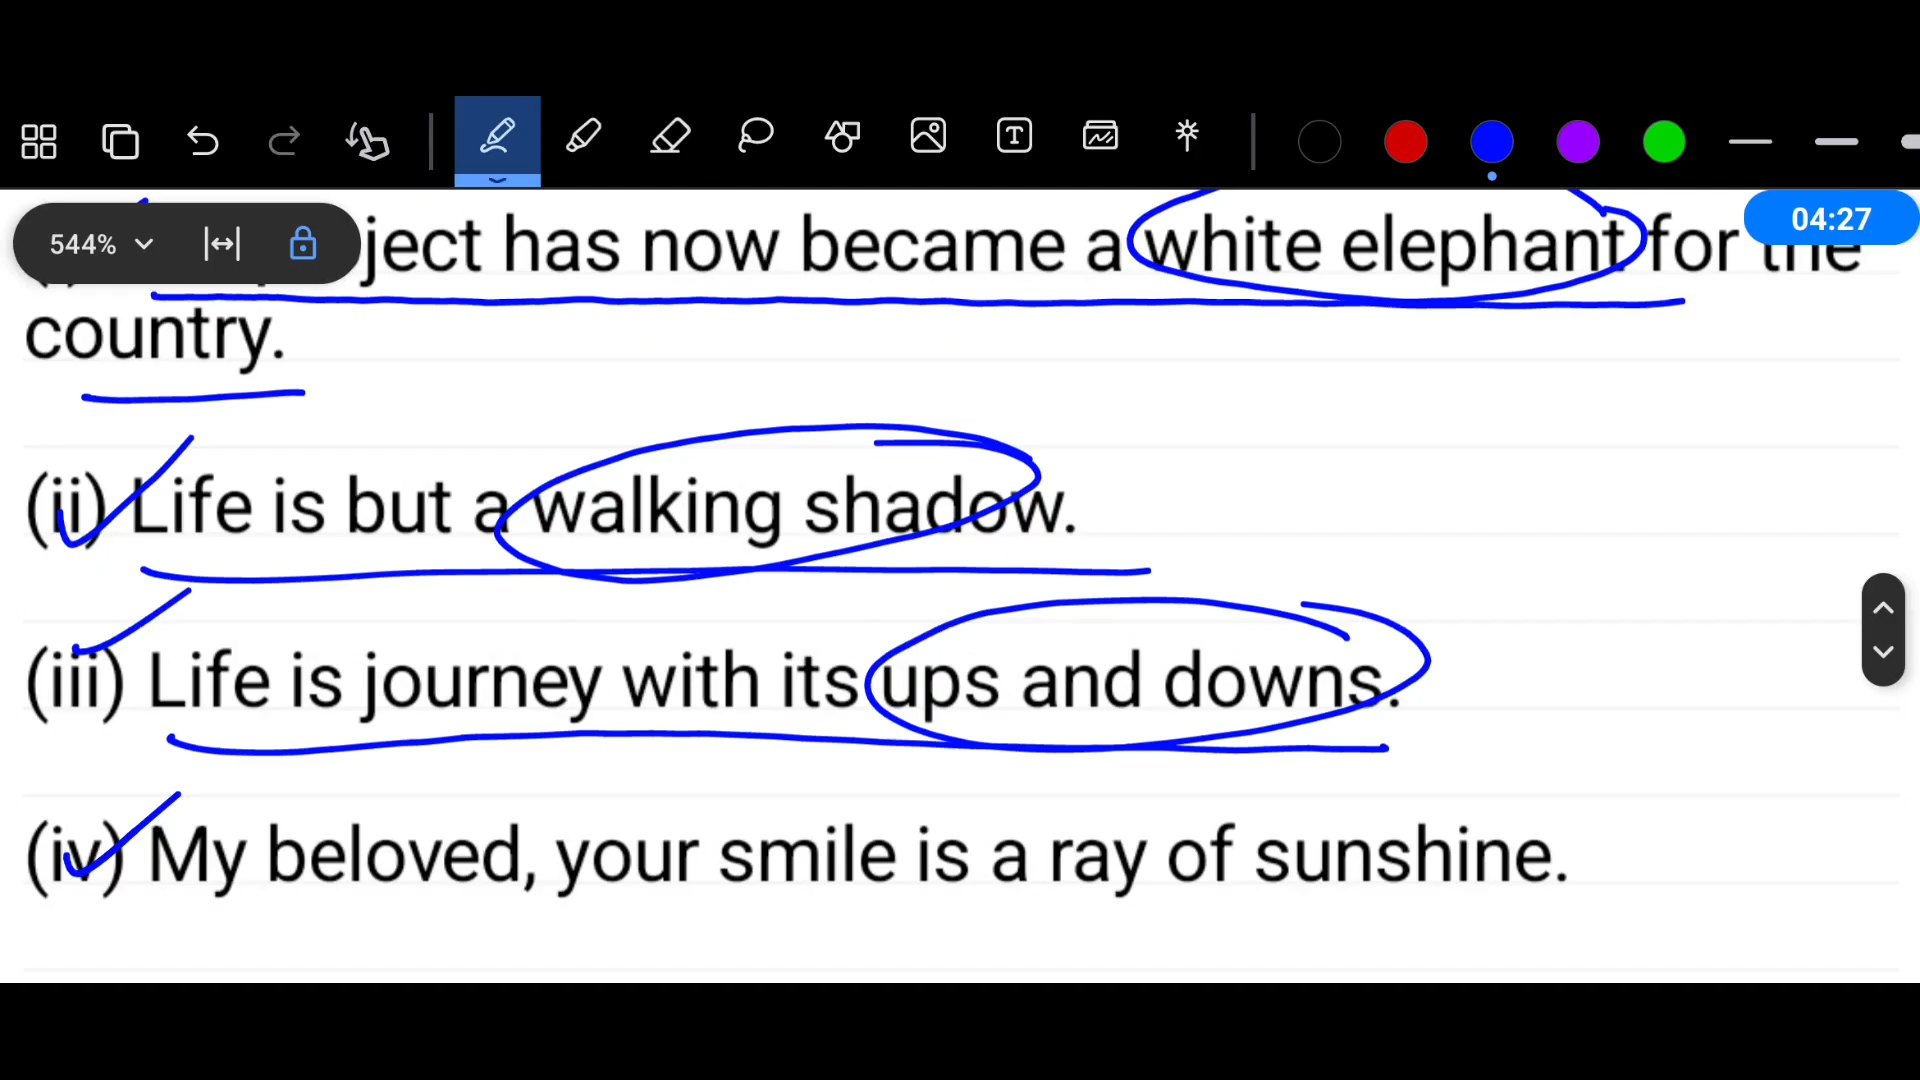 544%
04:27
ject has now became a white elephant for the
country.
(ii) Life is but a walking shadow.
(iii) Life is journey with its ups and downs.
(iv) My beloved, your smile is a ray of sunshine.